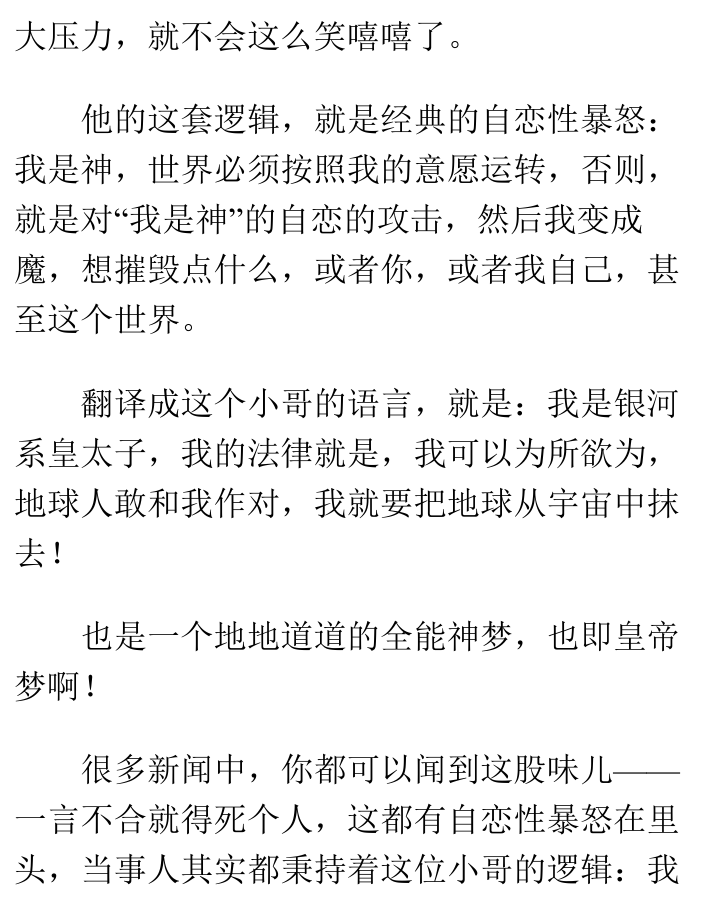 大压力，就不会这么笑嘻嘻了。
他的这套逻辑，就是经典的自恋性暴怒：
我是神，世界必须按照我的意愿运转，否则，
就是对“我是神”的自恋的攻击，然后我变成
魔，想摧毁点什么，或者你，或者我自己，甚
至这个世界。
翻译成这个小哥的语言，就是：我是银河
系皇太子，我的法律就是，我可以为所欲为，
地球人敢和我作对，我就要把地球从宇宙中抹
去！
也是一个地地道道的全能神梦，也即皇帝
梦啊！
很多新闻中，你都可以闻到这股味儿——
一言不合就得死个人，这都有自恋性暴怒在里
头，当事人其实都秉持着这位小哥的逻辑：我